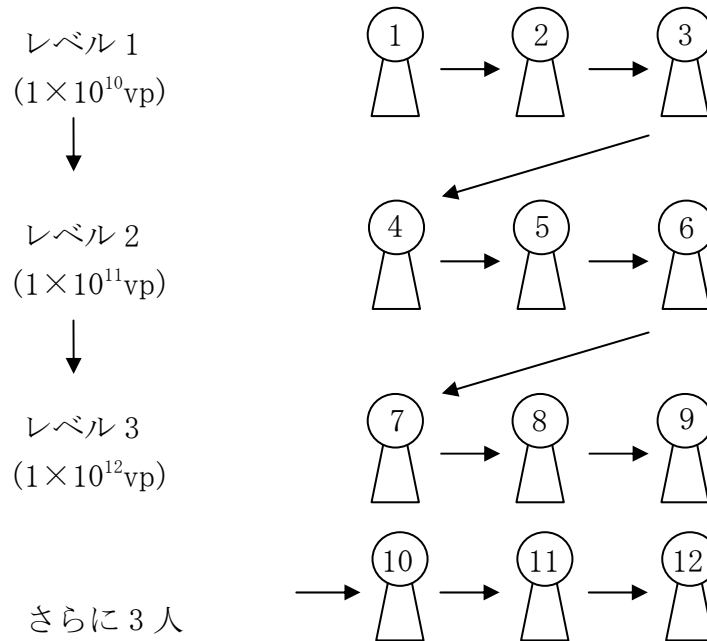 レベル 1
(1×10¹⁰vp)
1 2 3
レベル 2
(1×10¹¹vp)
4 5 6
レベル 3
(1×10¹²vp)
7 8 9
さらに 3 人
10 11 12